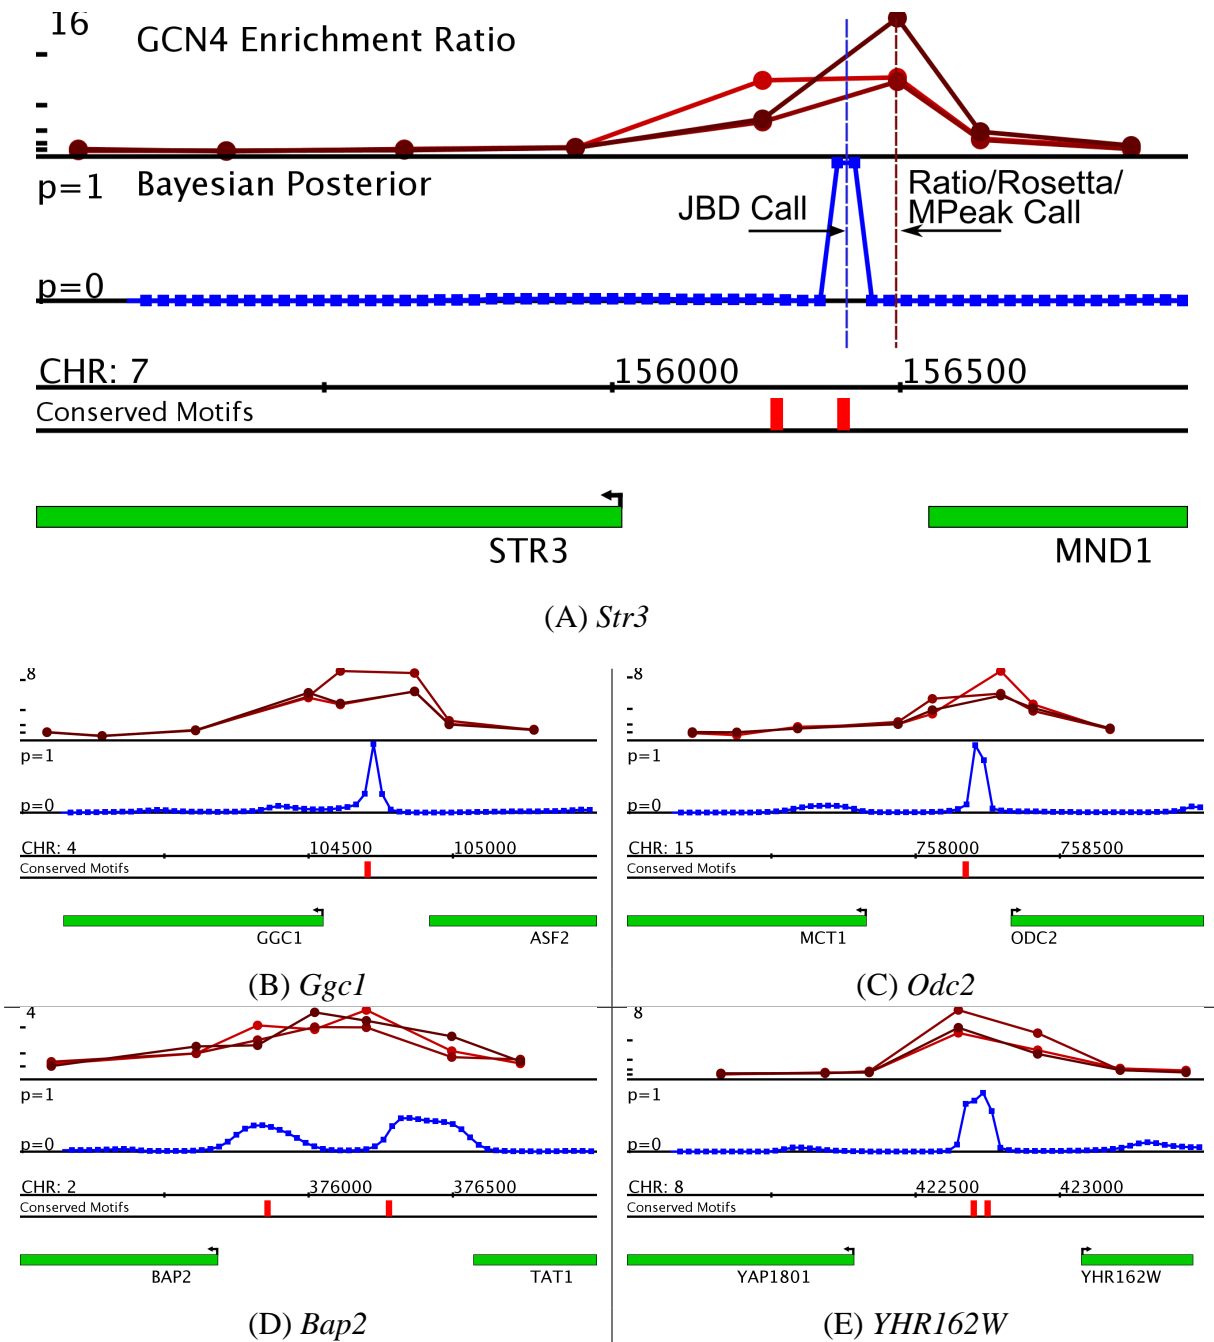 16
GCN4 Enrichment Ratio
p=1
Bayesian Posterior
Ratio/Rosetta/
MPeak Call
JBD Call
p=0
CHR: 7
156000
156500
Conserved Motifs
STR3
MND1
(A) Str3
8
p=1
p=0
CHR: 4
104500
105000
Conserved Motifs
GGC1
ASF2
(B) Ggc1
8
p=1
p=0
CHR: 15
758000
758500
Conserved Motifs
MCT1
ODC2
(C) Odc2
4
p=1
p=0
CHR: 2
376000
376500
Conserved Motifs
BAP2
TAT1
(D) Bap2
8
p=1
p=0
CHR: 8
422500
423000
Conserved Motifs
YAP1801
YHR162W
(E) YHR162W